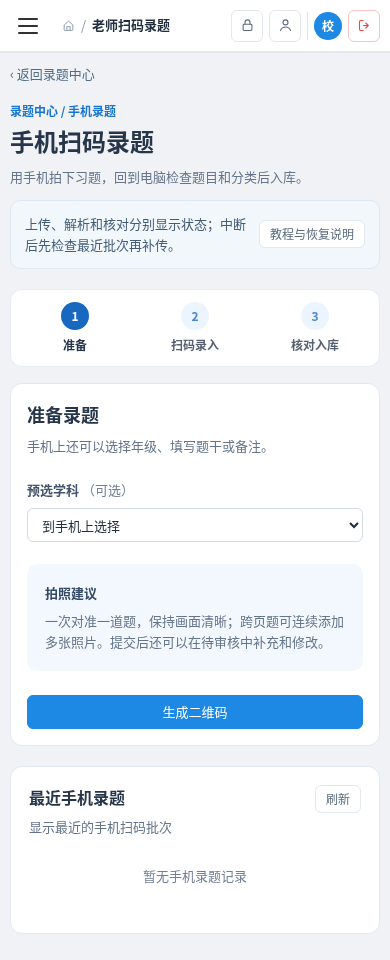 / 老师扫码录题
校
‹ 返回录题中心
录题中心 / 手机录题
手机扫码录题
用手机拍下习题，回到电脑检查题目和分类后入库。
上传、解析和核对分别显示状态；中断
后先检查最近批次再补传。
教程与恢复说明
1
2
3
准备
扫码录入
核对入库
准备录题
手机上还可以选择年级、填写题干或备注。
预选学科 （可选）
到手机上选择
拍照建议
一次对准一道题，保持画面清晰；跨页题可连续添加
多张照片。提交后还可以在待审核中补充和修改。
生成二维码
最近手机录题
刷新
显示最近的手机扫码批次
暂无手机录题记录